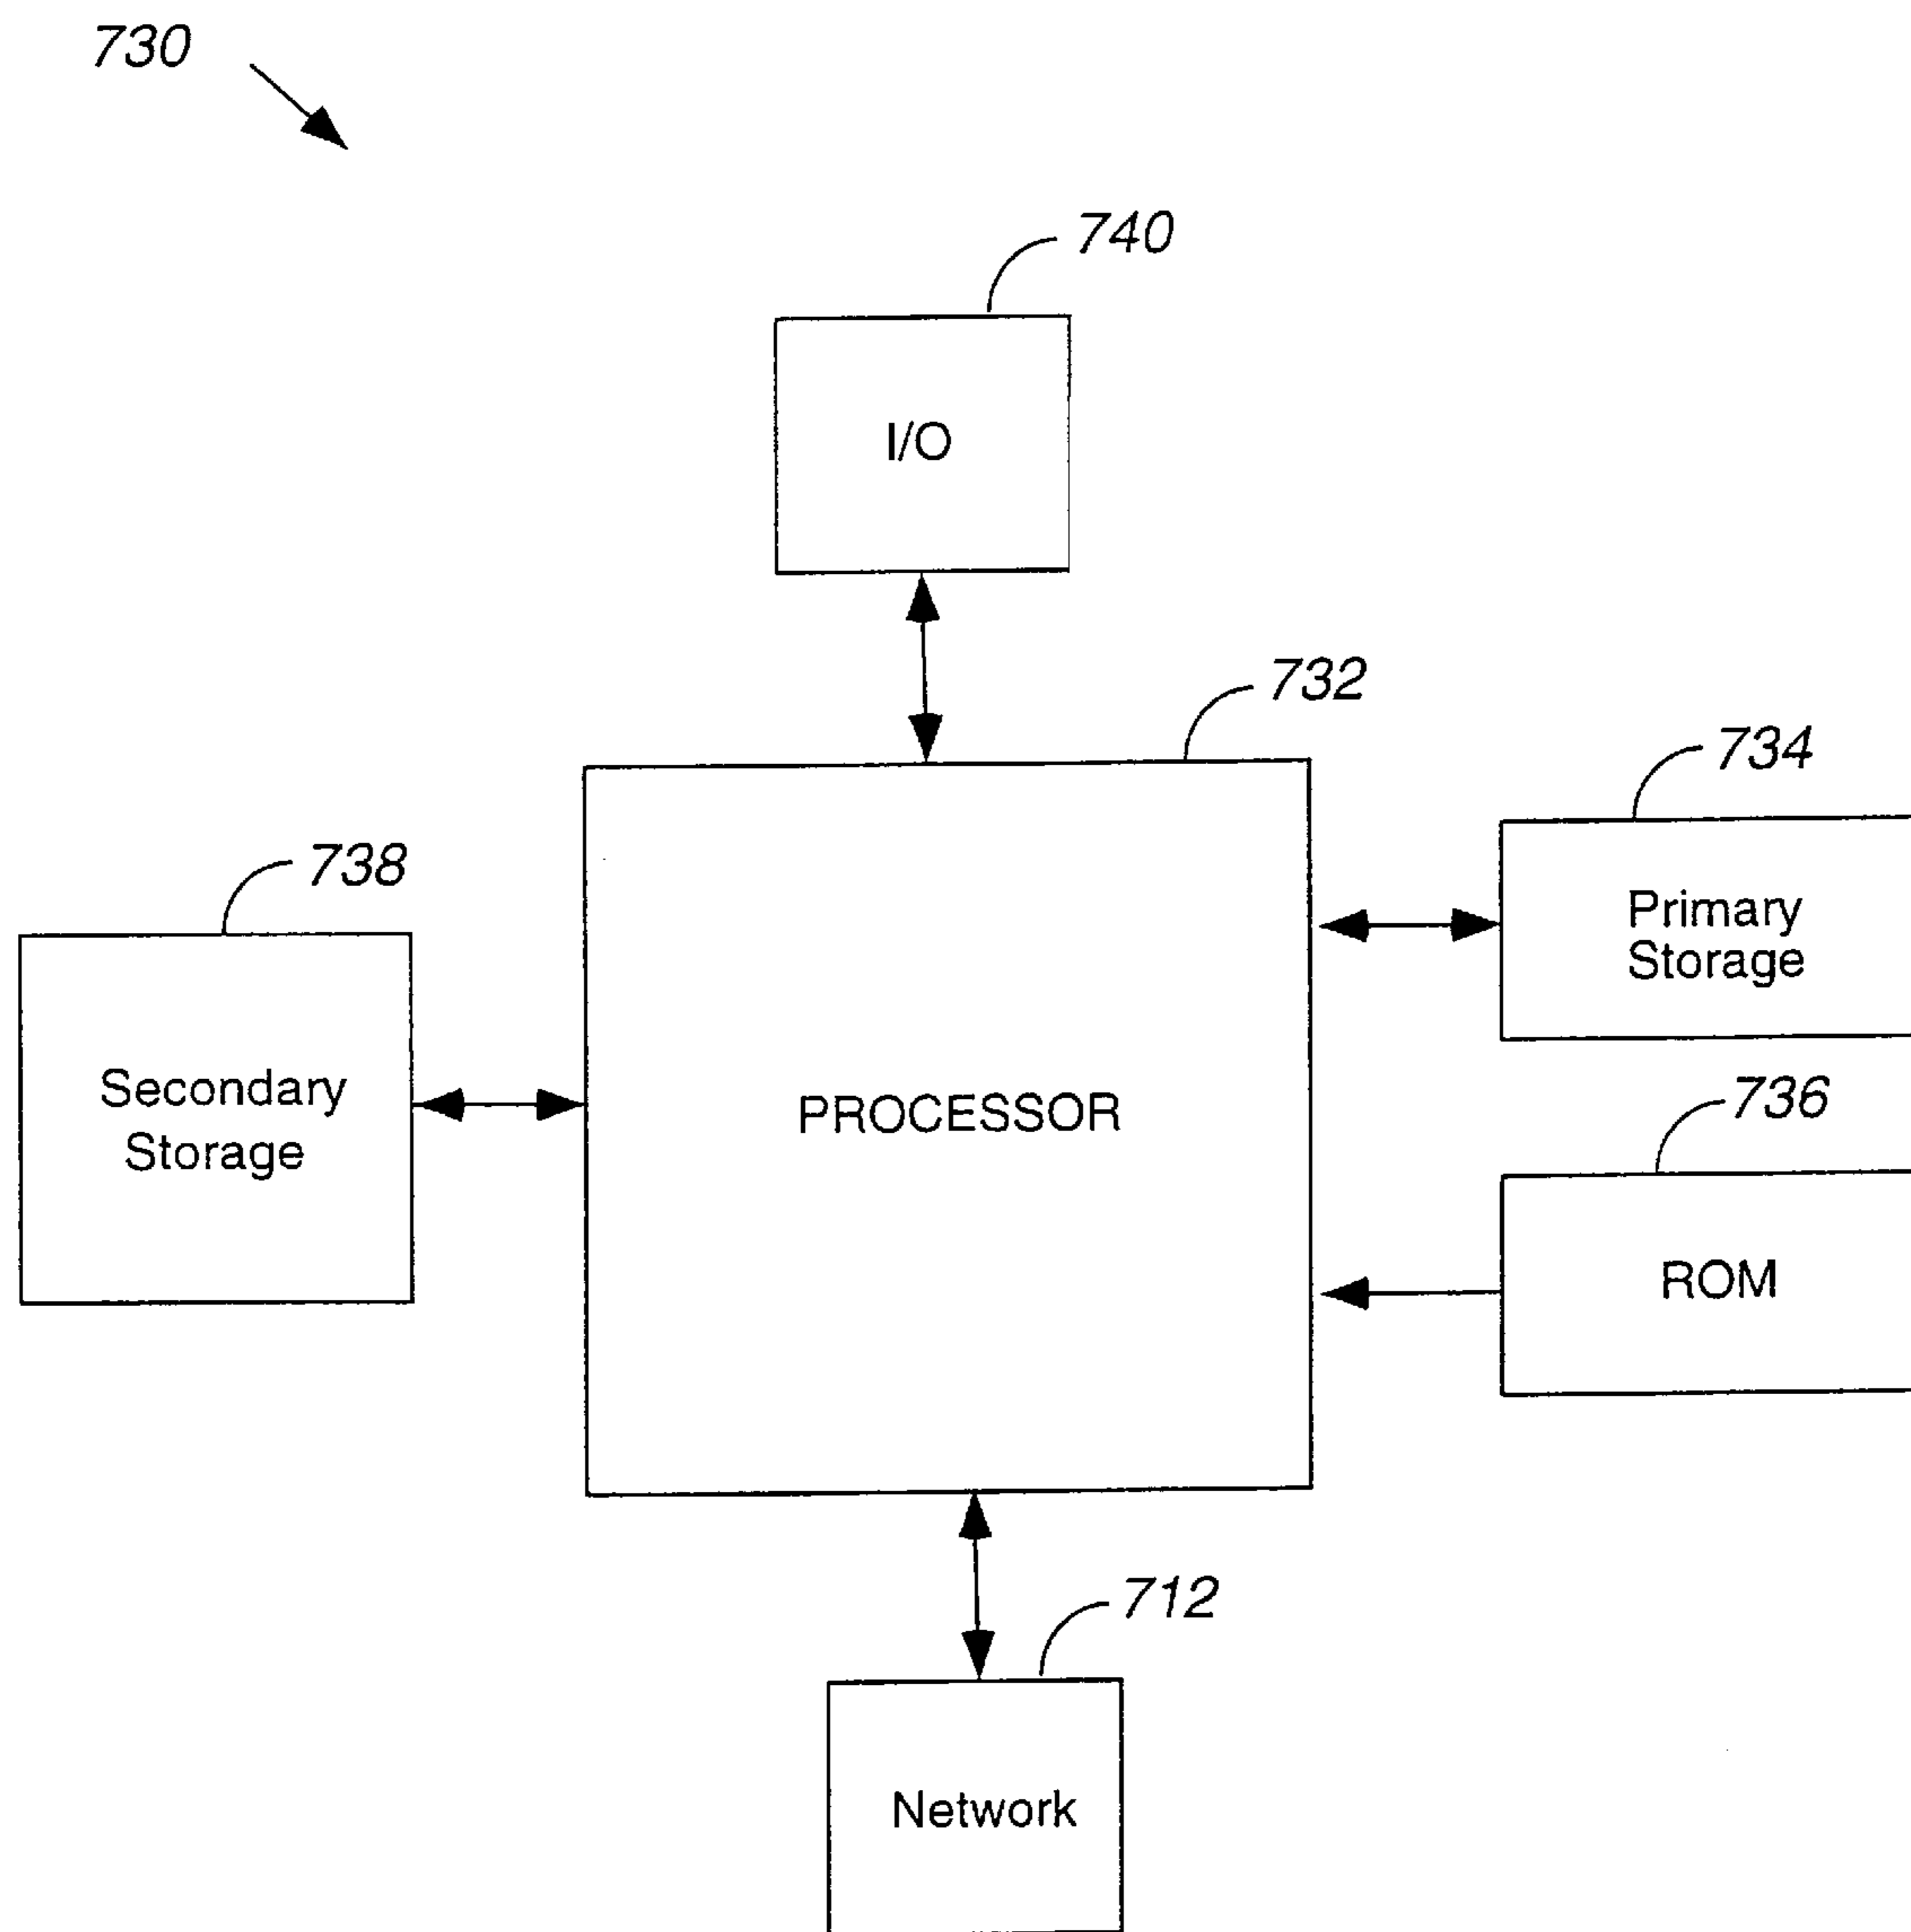 730
740
I/O
732
734
738
Primary
Storage
Secondary
Storage
PROCESSOR
736
ROM
712
Network